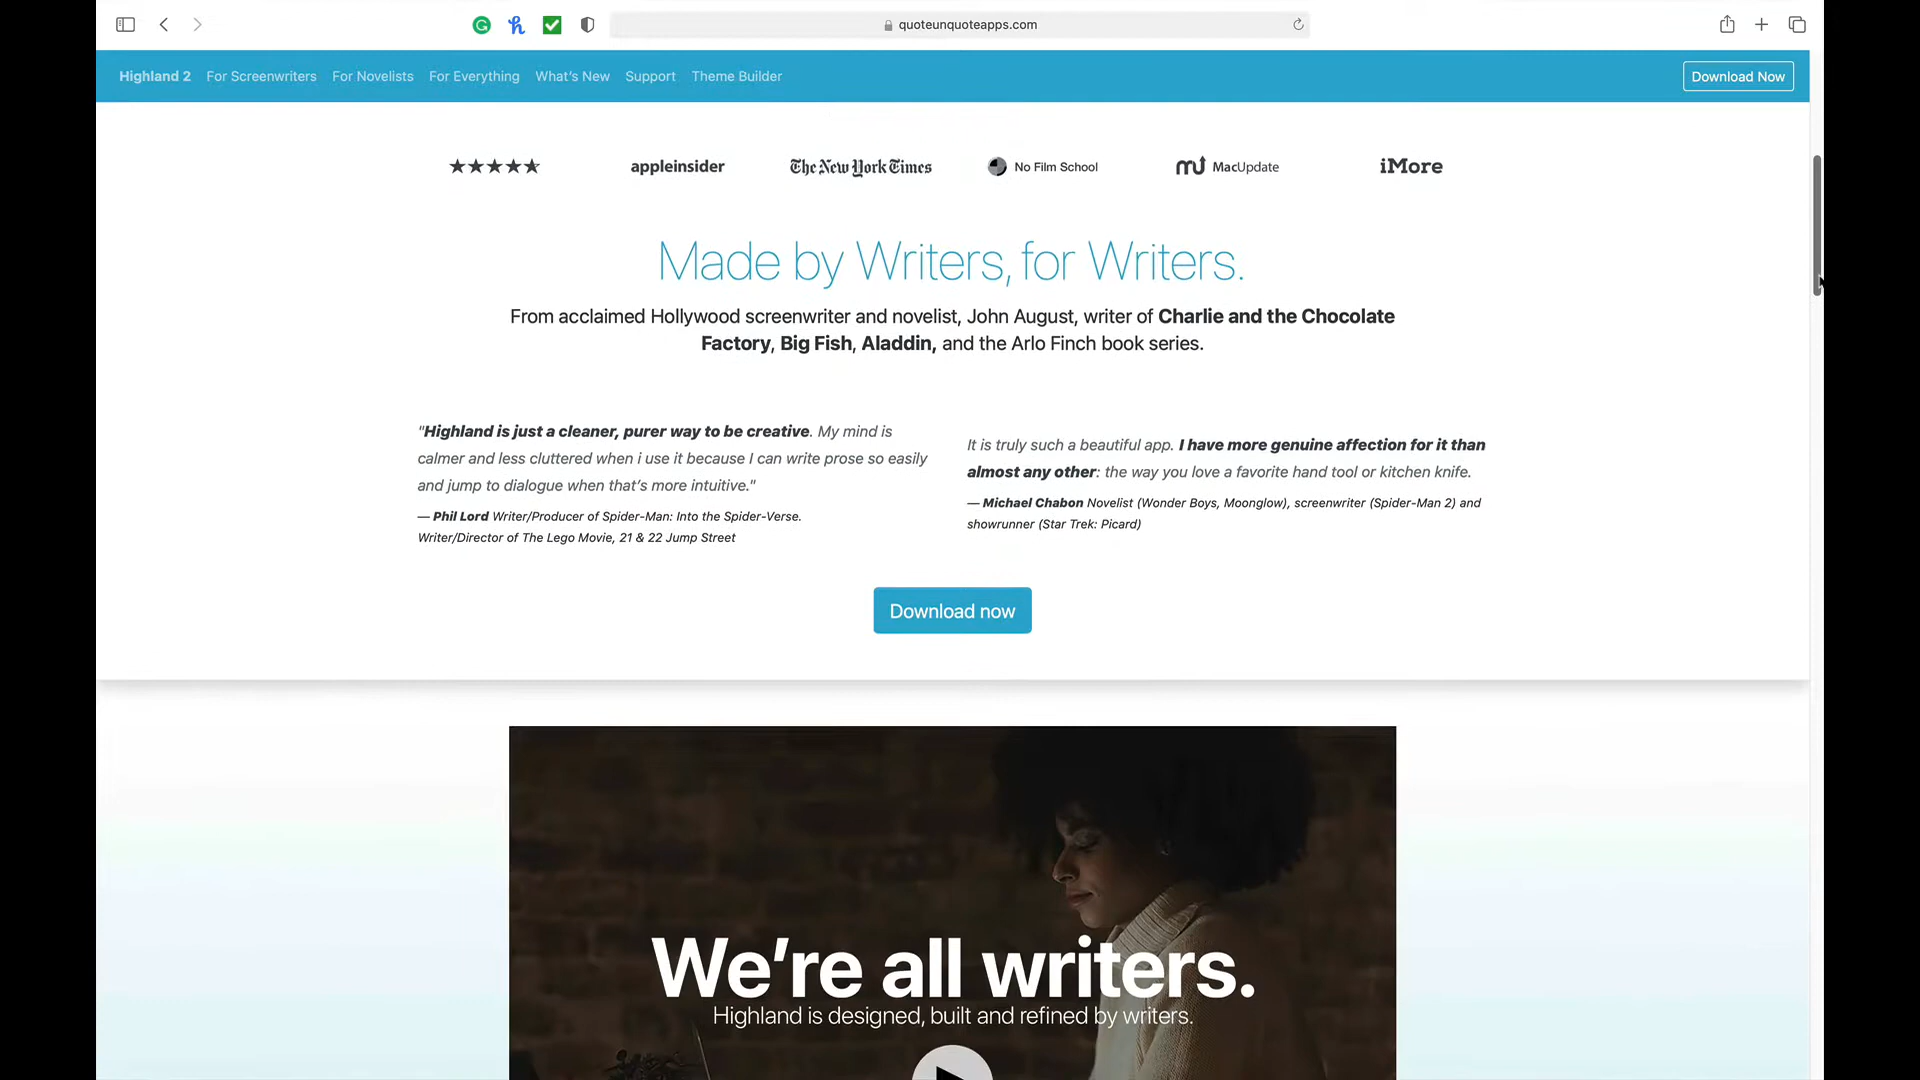 quoteunquoteapps.com
Highland 2 For Screenwriters For Novelists For Everything What's New Support Theme Builder Download Now
appleinsider The New York Times No Film School MacUpdate iMore
Made by Writers, for Writers.
From acclaimed Hollywood screenwriter and novelist, John August, writer of Charlie and the Chocolate
Factory, Big Fish, Aladdin, and the Arlo Finch book series.
"Highland is just a cleaner, purer way to be creative. My mind is
calmer and less cluttered when i use it because I can write prose so easily
and jump to dialogue when that's more intuitive."
— Phil Lord Writer/Producer of Spider-Man: Into the Spider-Verse.
Writer/Director of The Lego Movie, 21 & 22 Jump Street
It is truly such a beautiful app. I have more genuine affection for it than
almost any other: the way you love a favorite hand tool or kitchen knife.
— Michael Chabon Novelist (Wonder Boys, Moonglow), screenwriter (Spider-Man 2) and
showrunner (Star Trek: Picard)
Download now
We're all writers.
Highland is designed, built and refined by writers.